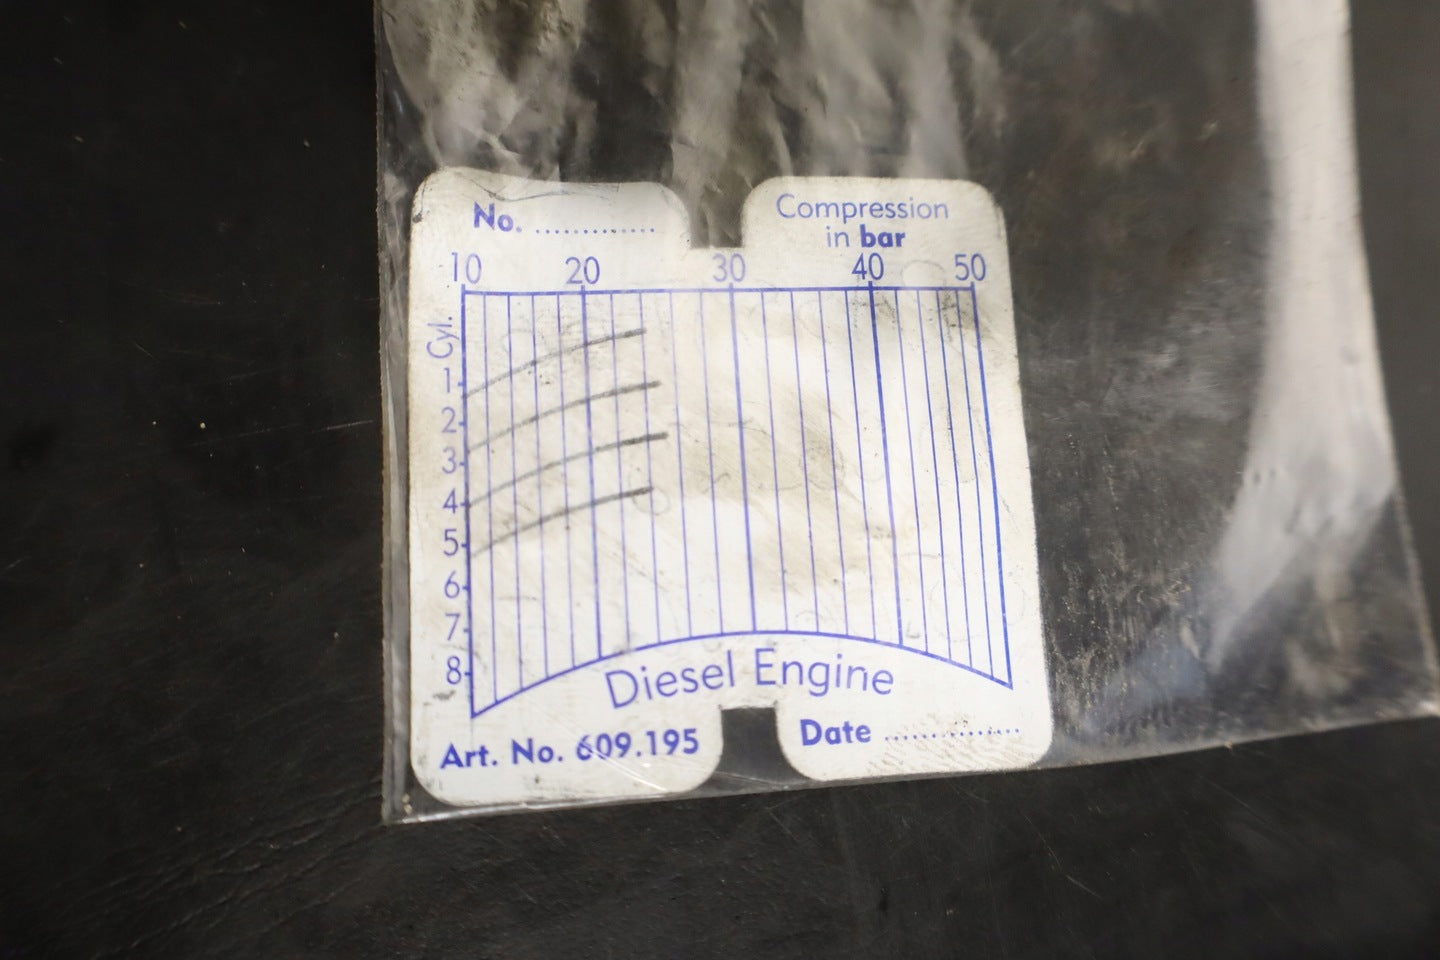 No. .............
Compression
in bar
10 20 30 40 50
Cyl.
1
2
3
4
5
6
7
8
Diesel Engine
Art. No. 609.195
Date ...............